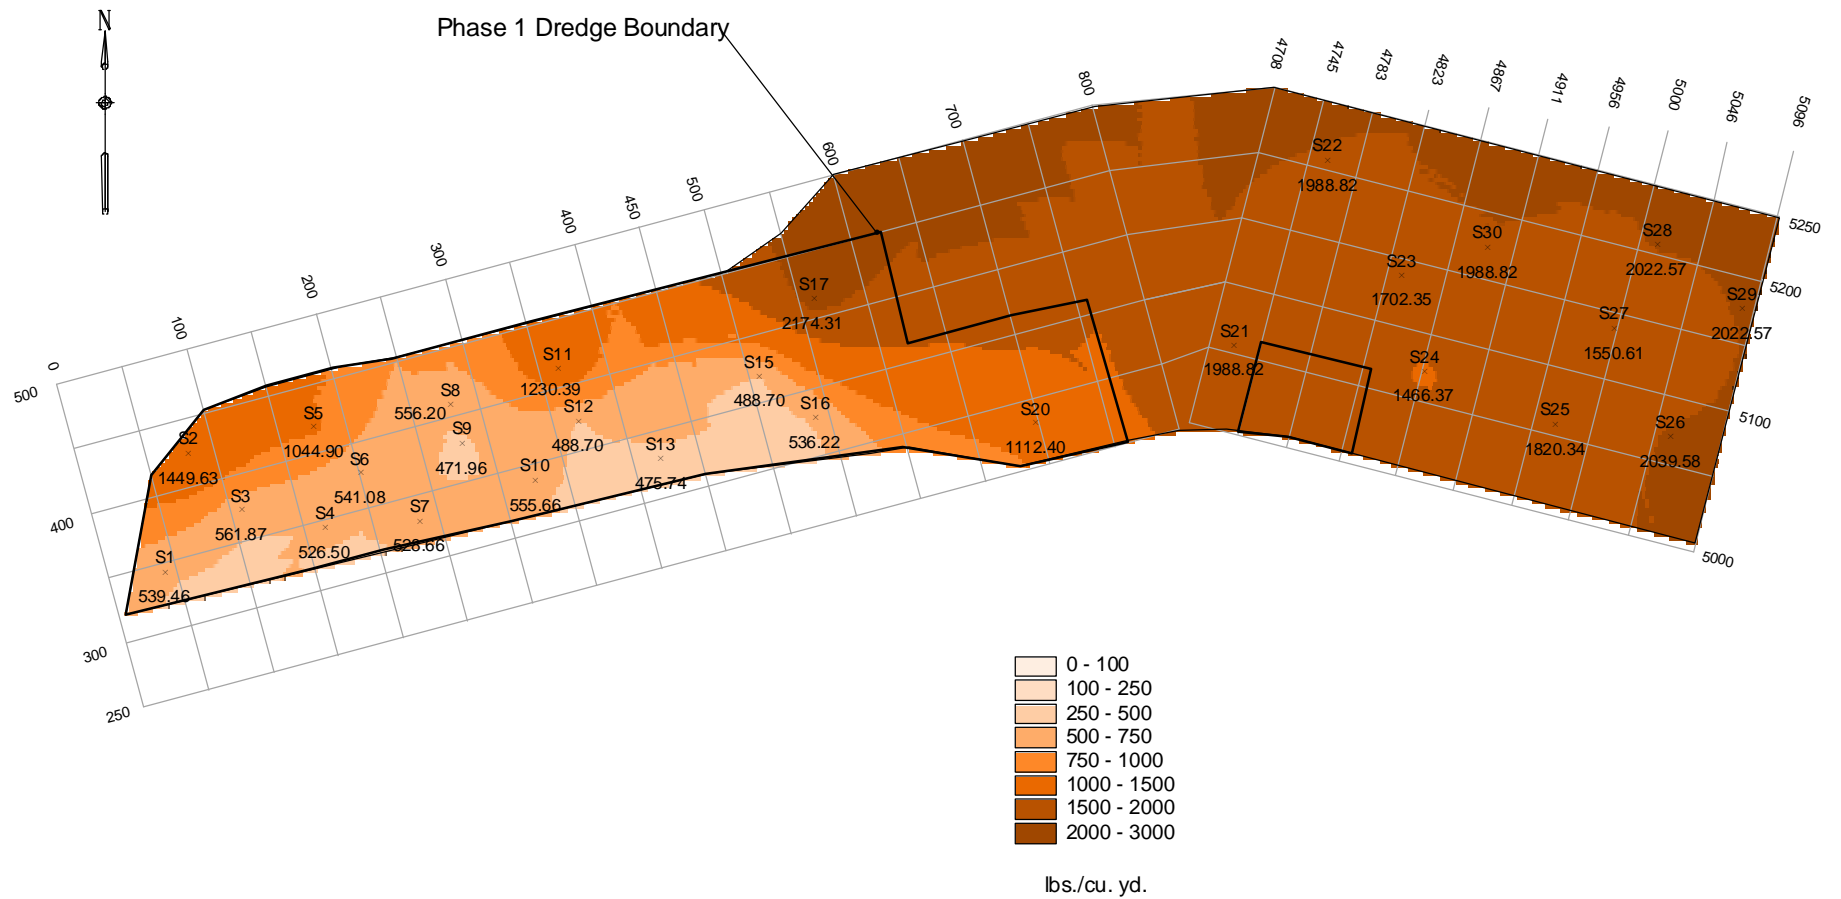 N
Phase 1 Dredge Boundary
0
100
200
300
400
450
500
600
700
800
4708
4745
4783
4823
4867
4911
4956
5000
5046
5096
500
400
300
250
5250
5200
5100
5000
S1
539.46
S2
1449.63
S3
561.87
S4
526.50
S5
1044.90
S6
541.08
S7
528.66
S8
556.20
S9
471.96
S10
555.66
S11
1230.39
S12
488.70
S13
475.74
S15
488.70
S16
536.22
S17
2174.31
S20
1112.40
S21
1988.82
S22
1988.82
S23
1702.35
S24
1466.37
S25
1820.34
S26
2039.58
S27
1550.61
S28
2022.57
S29
2022.57
S30
1988.82
0 - 100
100 - 250
250 - 500
500 - 750
750 - 1000
1000 - 1500
1500 - 2000
2000 - 3000
lbs./cu. yd.